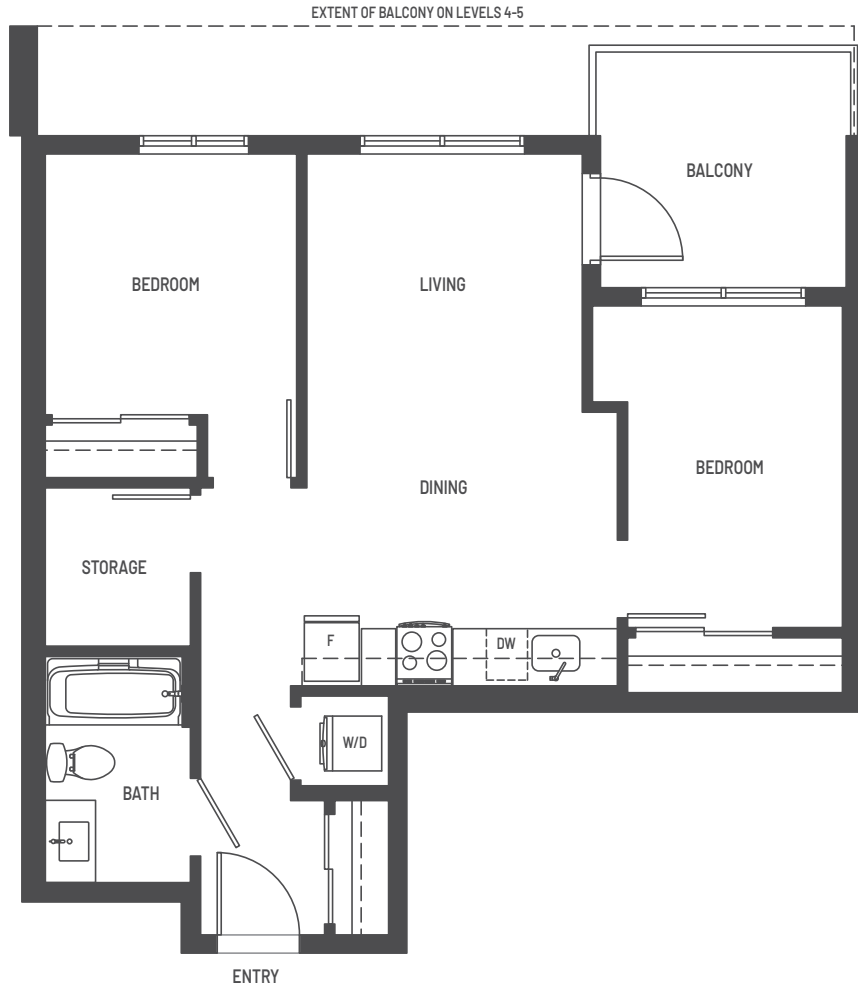 EXTENT OF BALCONY ON LEVELS 4-5
BALCONY
BEDROOM
LIVING
BEDROOM
DINING
STORAGE
F
DW
W/D
BATH
ENTRY